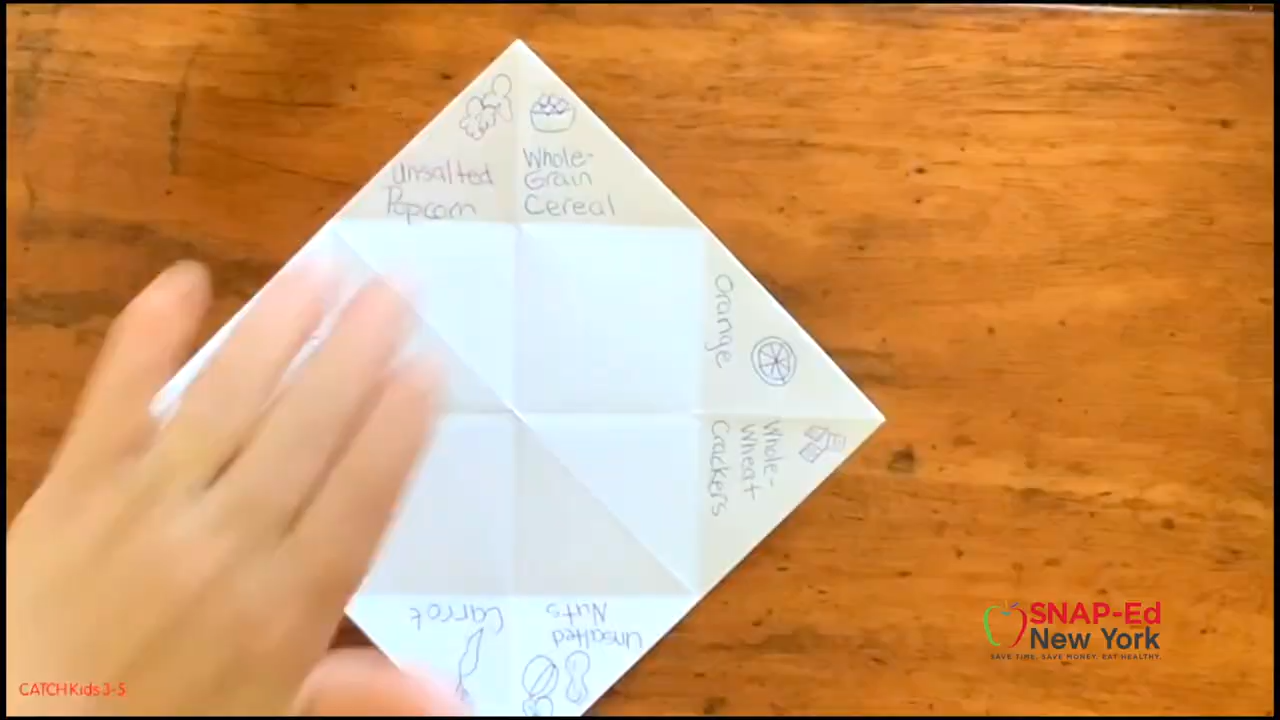 Unsalted
Popcorn
Whole-
Grain
Cereal
Orange
Whole-
Wheat
Crackers
Carrot
Unsalted
Nuts
SNAP-Ed
New York
SAVE TIME. SAVE MONEY. EAT HEALTHY.
CATCH Kids 3-5